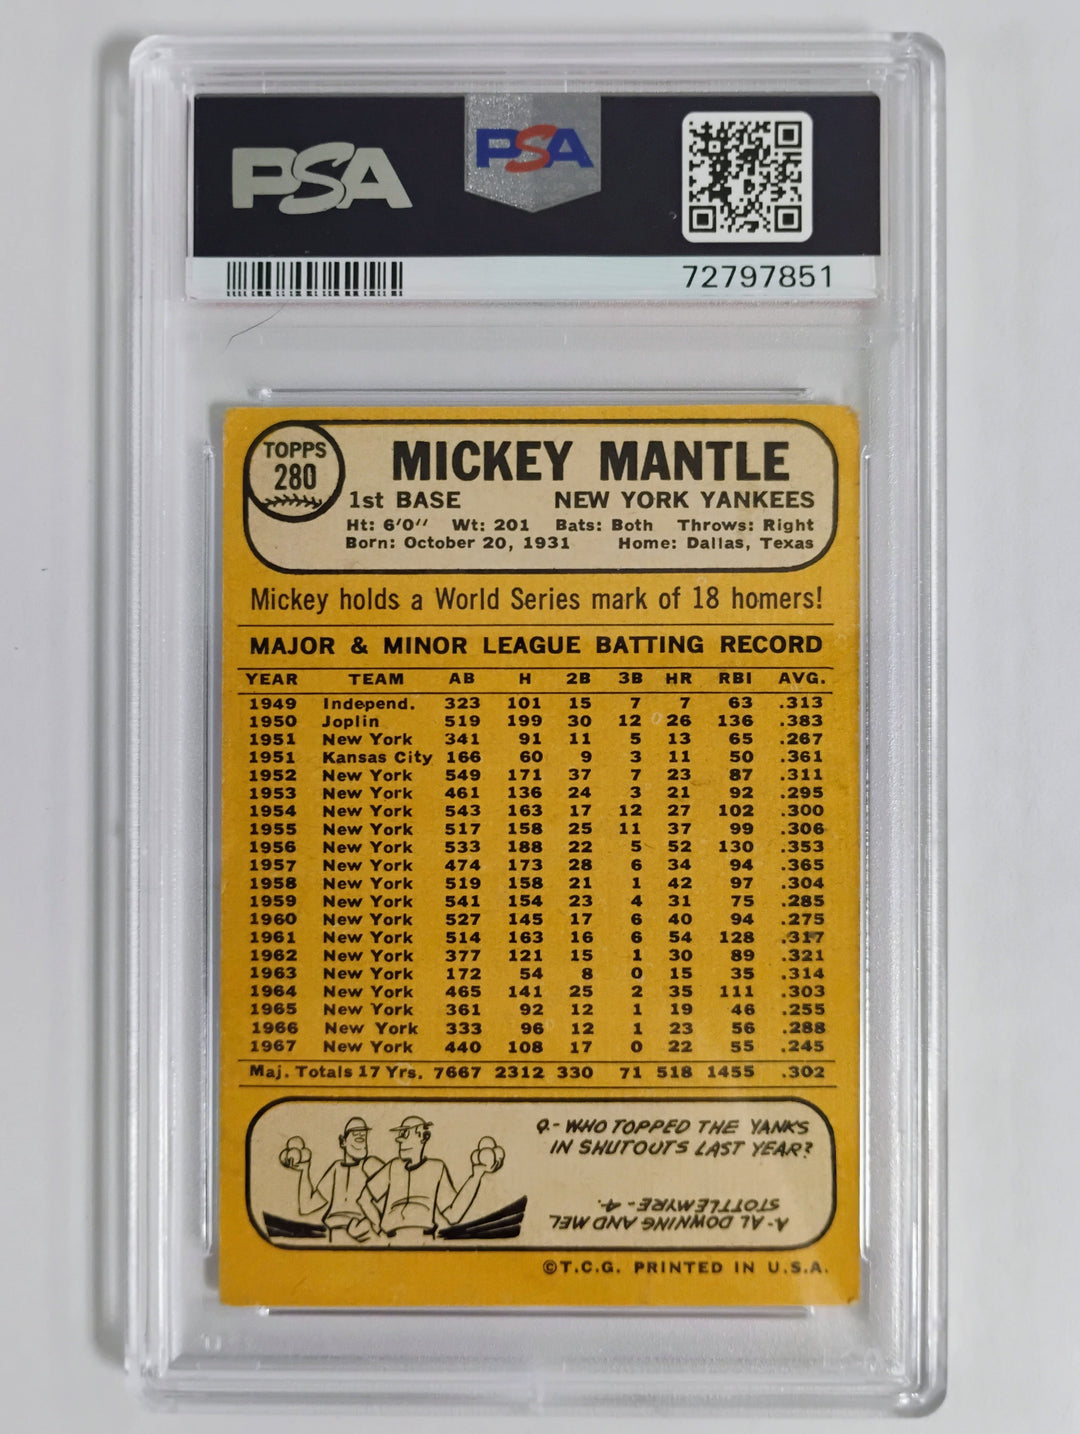 PSA PSA
72797851
TOPPS
280
MICKEY MANTLE
1st BASE NEW YORK YANKEES
Ht: 6'0" Wt: 201 Bats: Both Throws: Right
Born: October 20, 1931 Home: Dallas, Texas
Mickey holds a World Series mark of 18 homers!
MAJOR & MINOR LEAGUE BATTING RECORD
YEAR TEAM AB H 2B 3B HR RBI AVG.
1949 Independ. 323 101 15 7 7 63 .313
1950 Joplin 519 199 30 12 26 136 .383
1951 New York 341 91 11 5 13 65 .267
1951 Kansas City 166 60 9 3 11 50 .361
1952 New York 549 171 37 7 23 87 .311
1953 New York 461 136 24 3 21 92 .295
1954 New York 543 163 17 12 27 102 .300
1955 New York 517 158 25 11 37 99 .306
1956 New York 533 188 22 5 52 130 .353
1957 New York 474 173 28 6 34 94 .365
1958 New York 519 158 21 1 42 97 .304
1959 New York 541 154 23 4 31 75 .285
1960 New York 527 145 17 6 40 94 .275
1961 New York 514 163 16 6 54 128 .317
1962 New York 377 121 15 1 30 89 .321
1963 New York 172 54 8 0 15 35 .314
1964 New York 465 141 25 2 35 111 .303
1965 New York 361 92 12 1 19 46 .255
1966 New York 333 96 12 1 23 56 .288
1967 New York 440 108 17 0 22 55 .245
Maj. Totals 17 Yrs. 7667 2312 330 71 518 1455 .302
Q.- WHO TOPPED THE YANKS
IN SHUTOUTS LAST YEAR?
A- AL DOWNING AND MEL
STOTTLEMYRE - 4.
©T.C.G. PRINTED IN U.S.A.